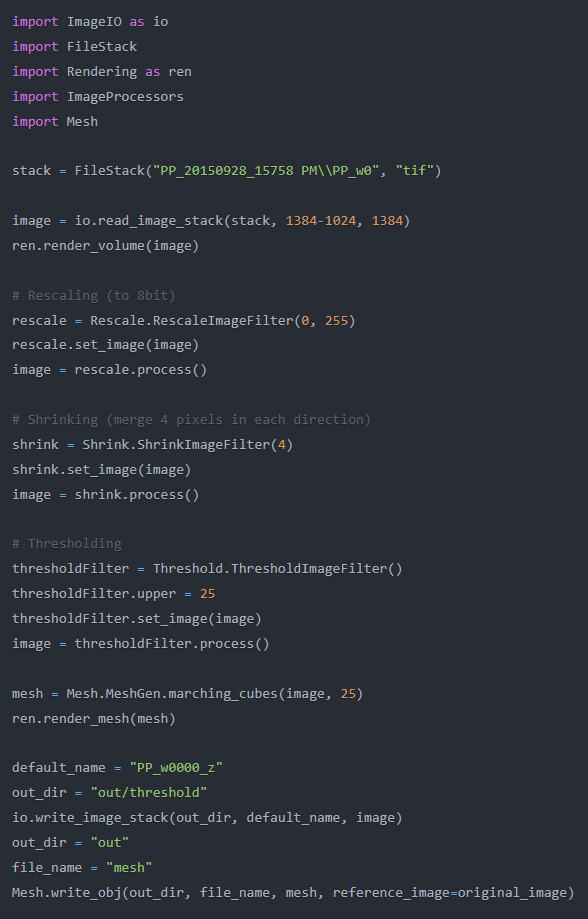 import ImageIO as io
import FileStack
import Rendering as ren
import ImageProcessors
import Mesh
stack = FileStack("PP_20150928_15758 PM\\PP_w0", "tif")
image = io.read_image_stack(stack, 1384-1024, 1384)
ren.render_volume(image)
# Rescaling (to 8bit)
rescale = Rescale.RescaleImageFilter(0, 255)
rescale.set_image(image)
image = rescale.process()
# Shrinking (merge 4 pixels in each direction)
shrink = Shrink.ShrinkImageFilter(4)
shrink.set_image(image)
image = shrink.process()
# Thresholding
thresholdFilter = Threshold.ThresholdImageFilter()
thresholdFilter.upper = 25
thresholdFilter.set_image(image)
image = thresholdFilter.process()
mesh = Mesh.MeshGen.marching_cubes(image, 25)
ren.render_mesh(mesh)
default_name = "PP_w0000_z"
out_dir = "out/threshold"
io.write_image_stack(out_dir, default_name, image)
out_dir = "out"
file_name = "mesh"
Mesh.write_obj(out_dir, file_name, mesh, reference_image=original_image)